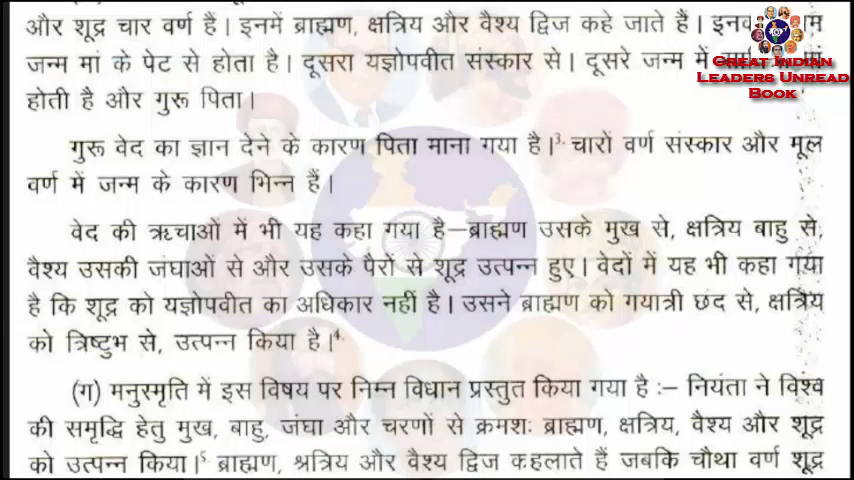 और शूद्र चार वर्ण हैं। इनमें ब्राह्मण, क्षत्रिय और वैश्य द्विज कहे जाते हैं।
जन्म मां के पेट से होता है। दूसरा यज्ञोपवीत संस्कार से। दूसरे जन्म में
होती है और गुरू पिता।
गुरू वेद का ज्ञान देने के कारण पिता माना गया है।3. चारों वर्ण संस्कार और मूल
वर्ण में जन्म के कारण भिन्न हैं।
वेद की ऋचाओं में भी यह कहा गया है–ब्राह्मण उसके मुख से, क्षत्रिय बाहु से,
वैश्य उसकी जंघाओं से और उसके पैरों से शूद्र उत्पन्न हुए। वेदों में यह भी कहा गया
है कि शूद्र को यज्ञोपवीत का अधिकार नहीं है। उसने ब्राह्मण को गयात्री छंद से, क्षत्रिय
को त्रिष्टुभ से, उत्पन्न किया है।4.
(ग) मनुस्मृति में इस विषय पर निम्न विधान प्रस्तुत किया गया है :– नियंता ने विश्व
की समृद्धि हेतु मुख, बाहु, जंघा और चरणों से क्रमशः ब्राह्मण, क्षत्रिय, वैश्य और शूद्र
को उत्पन्न किया।5. ब्राह्मण, श्रत्रिय और वैश्य द्विज कहलाते हैं जबकि चौथा वर्ण शूद्र
Great Indian
Leaders Unread
Book